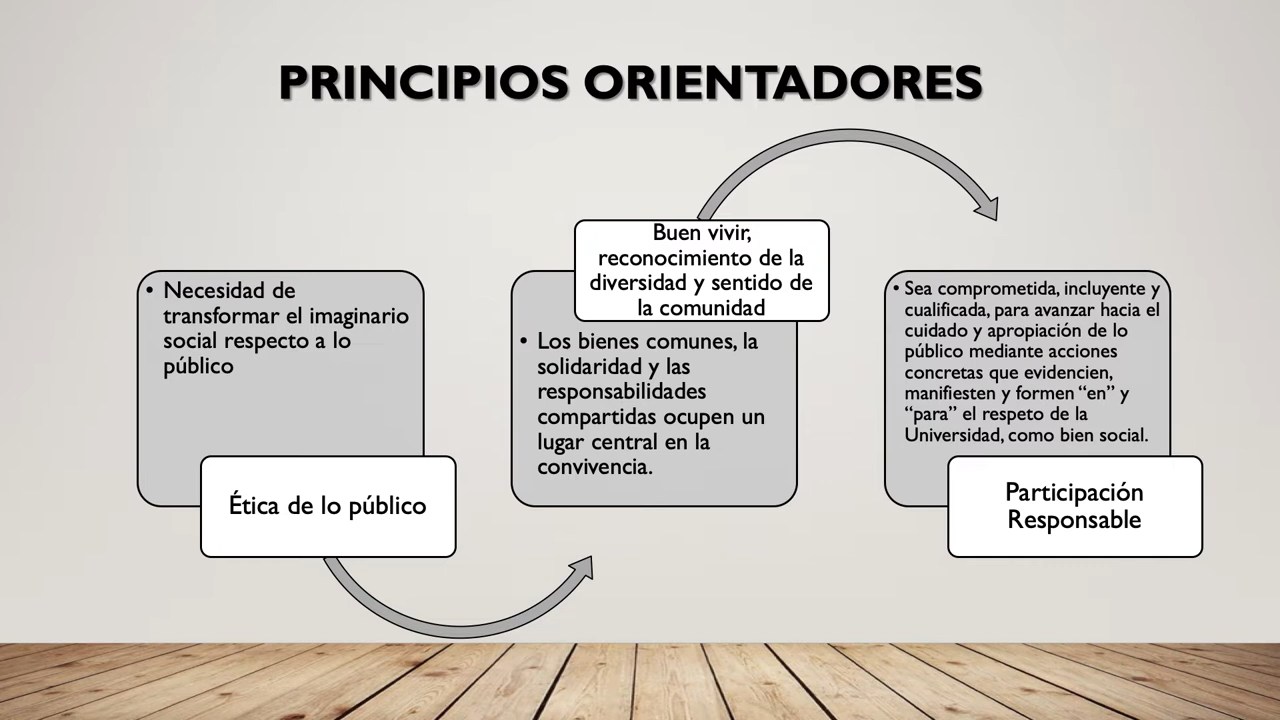 PRINCIPIOS ORIENTADORES
• Necesidad de
transformar el imaginario
social respecto a lo
público
Ética de lo público
Buen vivir,
reconocimiento de la
diversidad y sentido de
la comunidad
• Los bienes comunes, la
solidaridad y las
responsabilidades
compartidas ocupen un
lugar central en la
convivencia.
• Sea comprometida, incluyente y
cualificada, para avanzar hacia el
cuidado y apropiación de lo
público mediante acciones
concretas que evidencien,
manifiesten y formen “en” y
“para” el respeto de la
Universidad, como bien social.
Participación
Responsable